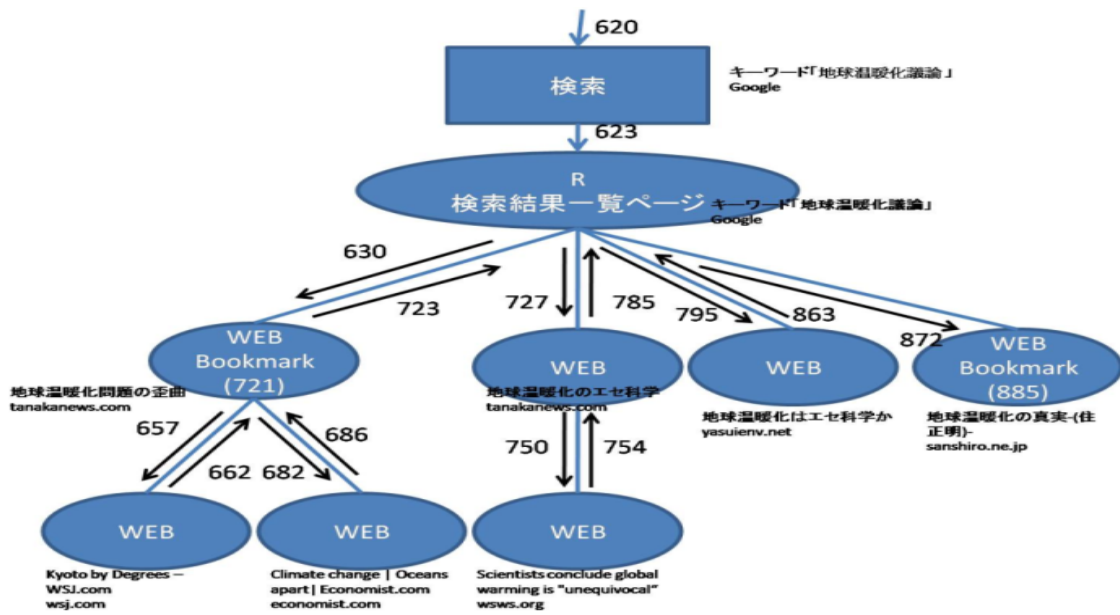 620
検索
キーワード「地球温暖化議論」
Google
623
R
検索結果一覧ページ
キーワード「地球温暖化議論」
Google
630
723
727
785
795
863
872
WEB
Bookmark
(721)
地球温暖化問題の歪曲
tanakanews.com
WEB
地球温暖化のエセ科学
tanakanews.com
WEB
地球温暖化はエセ科学か
yasuienv.net
WEB
Bookmark
(885)
地球温暖化の真実-(住
正明)-
sanshiro.ne.jp
657
662
682
686
750
754
WEB
Kyoto by Degrees –
WSJ.com
wsj.com
WEB
Climate change | Oceans
apart | Economist.com
economist.com
WEB
Scientists conclude global
warming is "unequivocal"
wsws.org